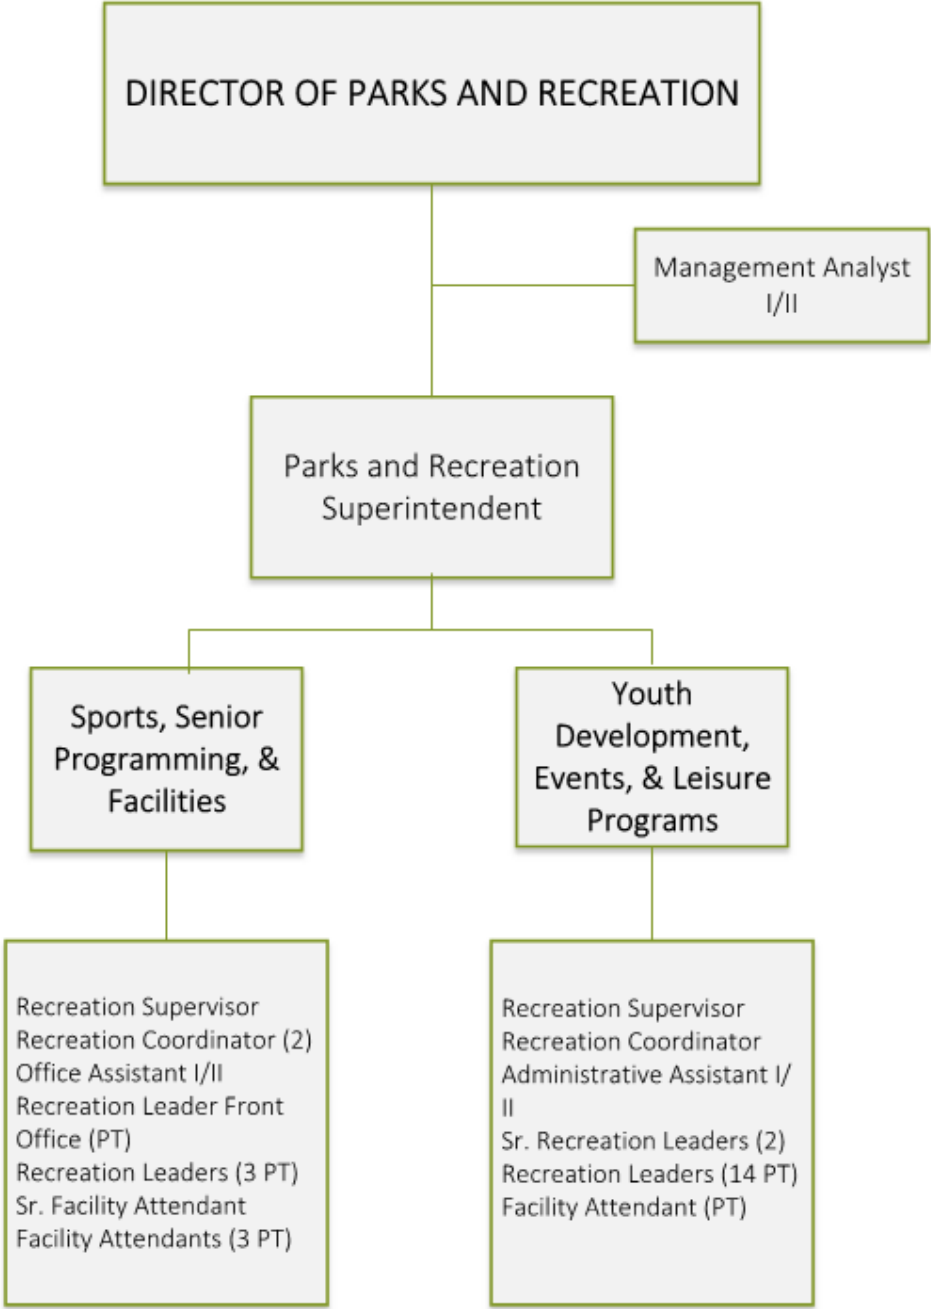 DIRECTOR OF PARKS AND RECREATION
Management Analyst
I/II
Parks and Recreation
Superintendent
Sports, Senior
Programming, &
Facilities
Youth
Development,
Events, & Leisure
Programs
Recreation Supervisor
Recreation Coordinator (2)
Office Assistant I/II
Recreation Leader Front
Office (PT)
Recreation Leaders (3 PT)
Sr. Facility Attendant
Facility Attendants (3 PT)
Recreation Supervisor
Recreation Coordinator
Administrative Assistant I/
II
Sr. Recreation Leaders (2)
Recreation Leaders (14 PT)
Facility Attendant (PT)